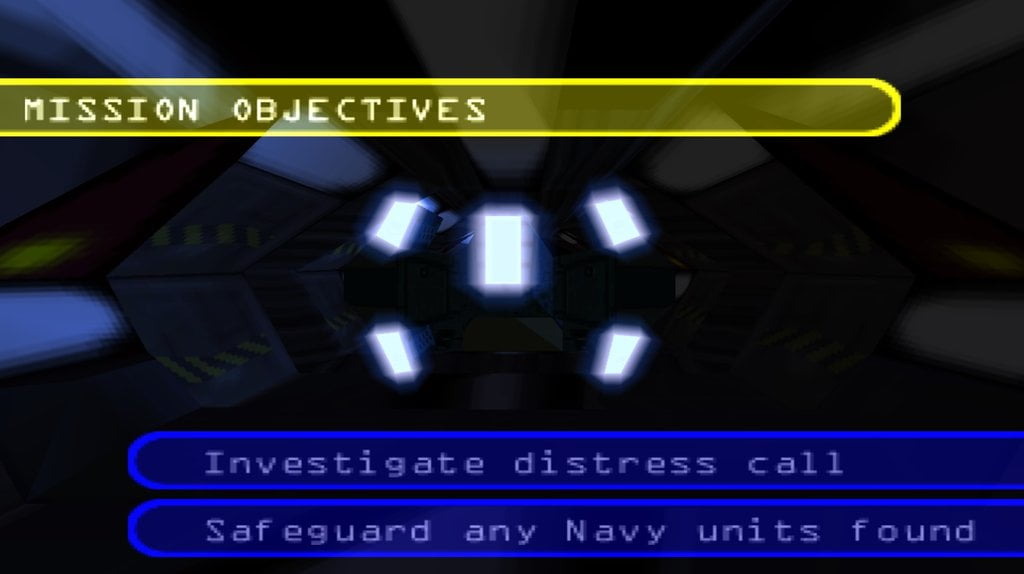 MISSION OBJECTIVES
Investigate distress call
Safeguard any Navy units found